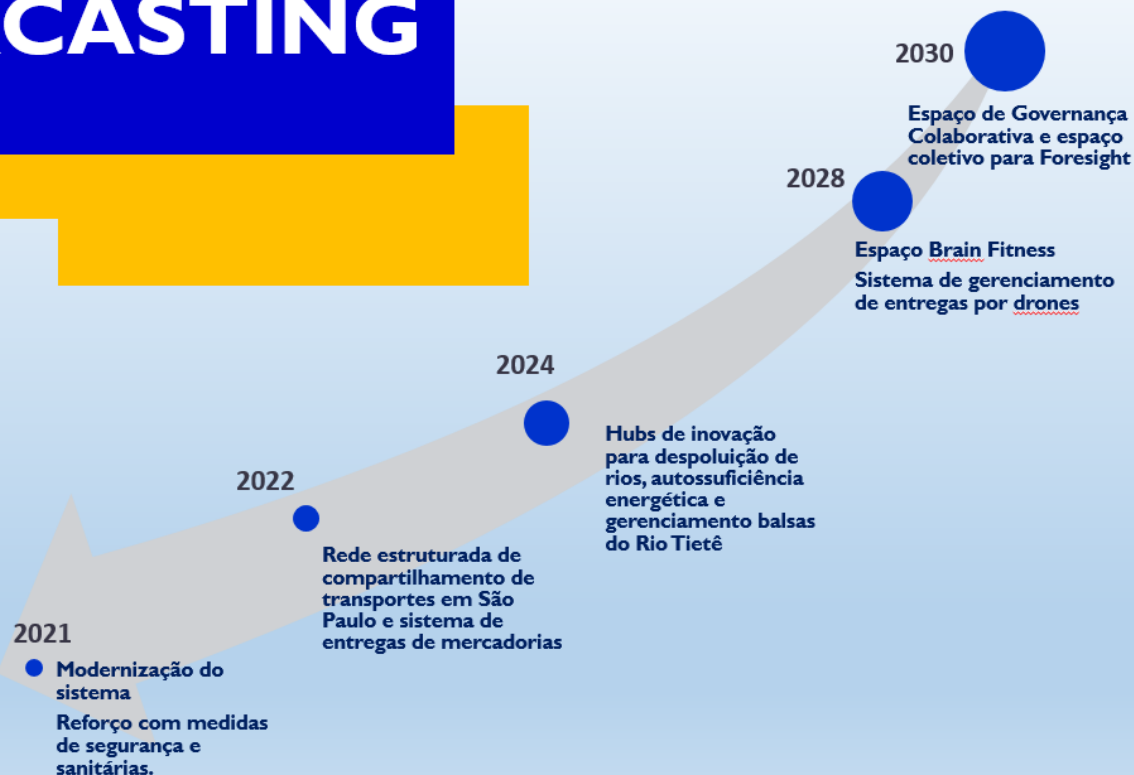 CASTING
2030
Espaço de Governança
Colaborativa e espaço
coletivo para Foresight
2028
Espaço Brain Fitness
Sistema de gerenciamento
de entregas por drones
2024
Hubs de inovação
para despoluição de
rios, autossuficiência
energética e
gerenciamento balsas
do Rio Tietê
2022
Rede estruturada de
compartilhamento de
transportes em São
Paulo e sistema de
entregas de mercadorias
2021
Modernização do
sistema
Reforço com medidas
de segurança e
sanitárias.